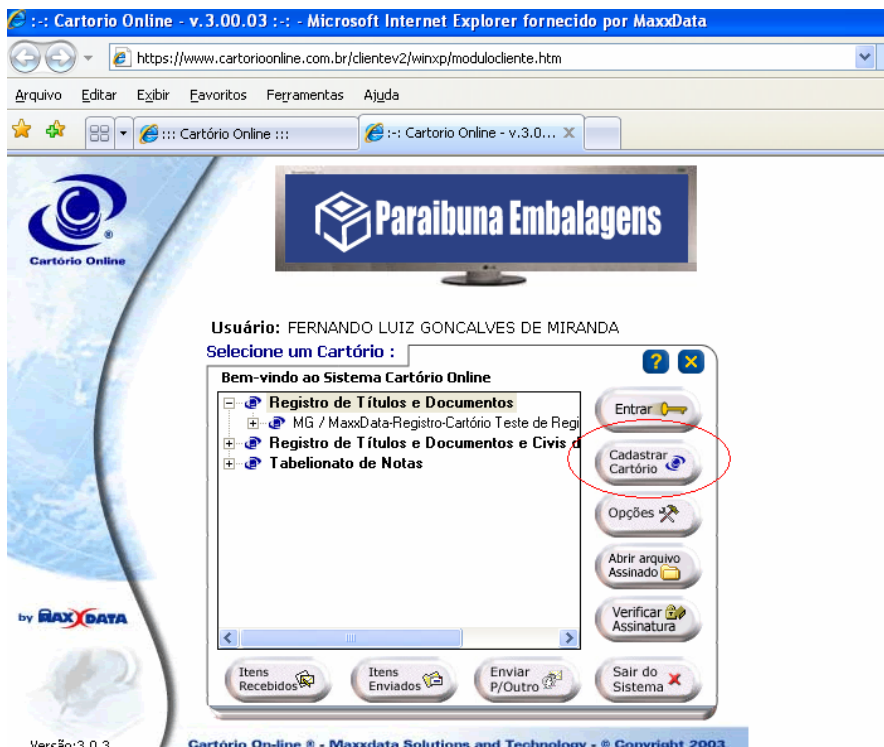 :-: Cartorio Online - v.3.00.03 :-: - Microsoft Internet Explorer fornecido por MaxxData
https://www.cartorioonline.com.br/clientev2/winxp/modulocliente.htm
Arquivo Editar Exibir Favoritos Ferramentas Ajuda
::: Cartório Online ::: :-: Cartorio Online - v.3.0...
Paraibuna Embalagens
Cartório Online
Usuário: FERNANDO LUIZ GONCALVES DE MIRANDA
Selecione um Cartório :
Bem-vindo ao Sistema Cartório Online
Registro de Títulos e Documentos
MG / MaxxData-Registro-Cartório Teste de Regi
Registro de Títulos e Documentos e Civis d
Tabelionato de Notas
Entrar
Cadastrar
Cartório
Opções
Abrir arquivo
Assinado
Verificar
Assinatura
by MAXXDATA
Itens
Recebidos
Itens
Enviados
Enviar
P/Outro
Sair do
Sistema
Versão:3.0.3
Cartório On-line ® - Maxxdata Solutions and Technology - ® Copyright 2003